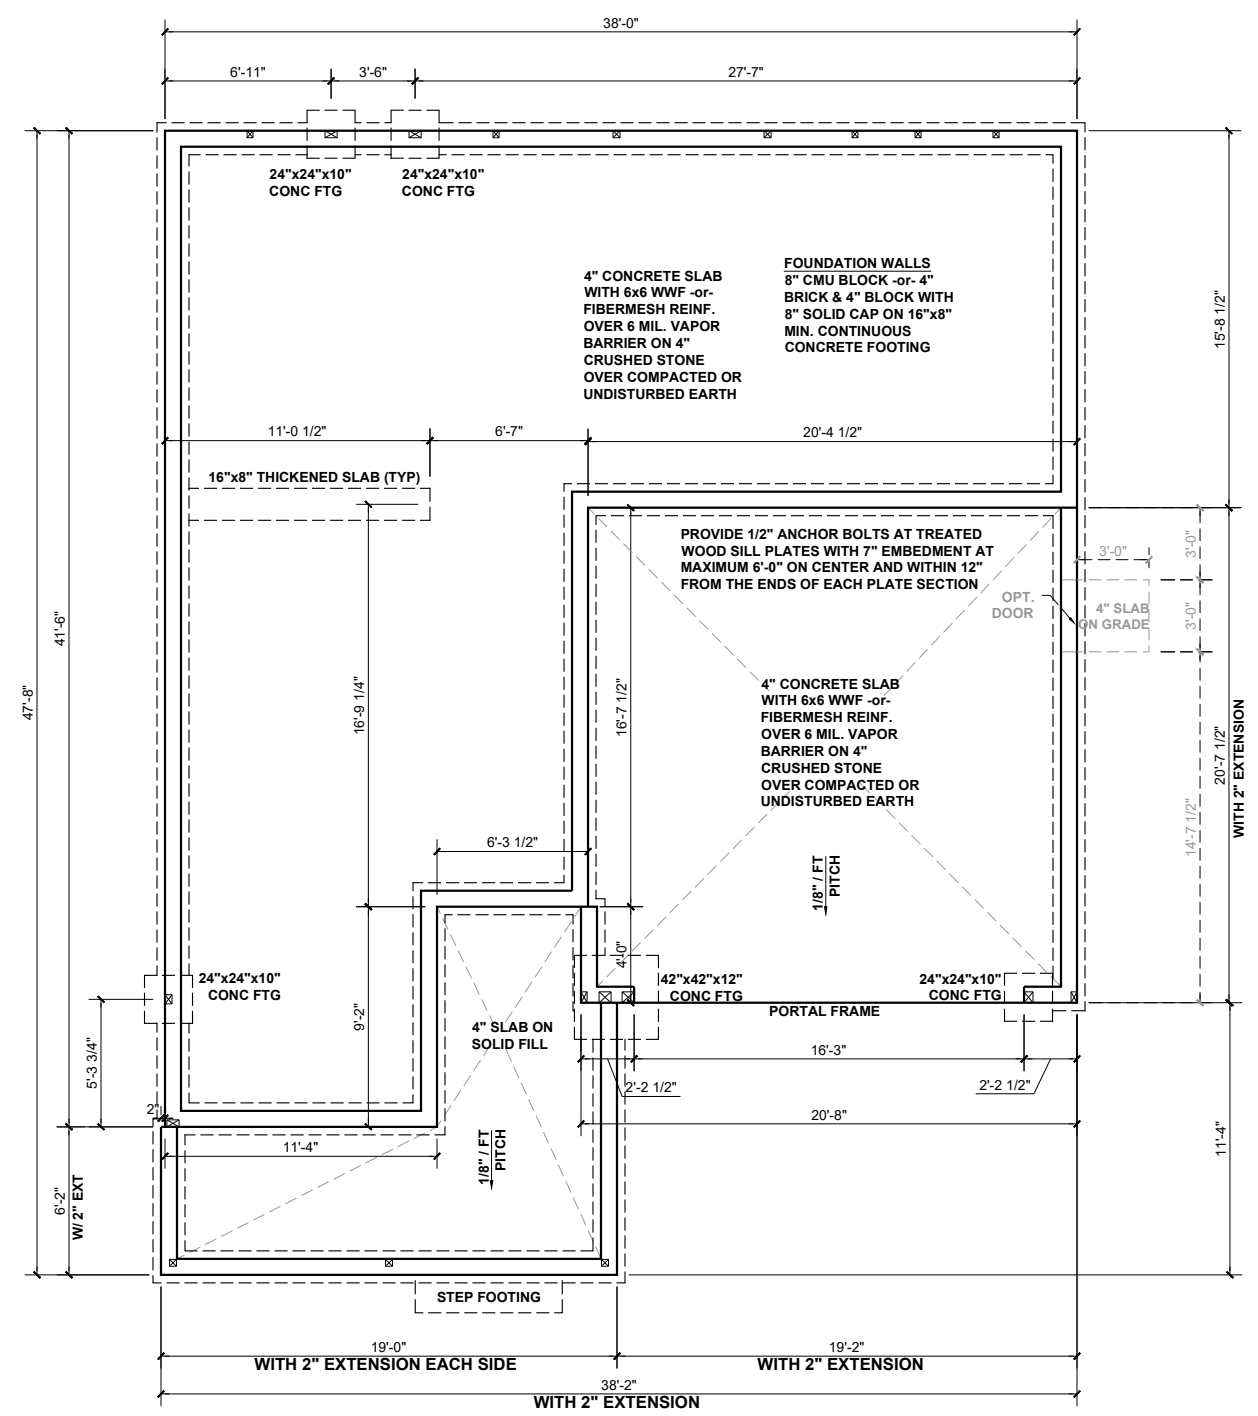 38'-0"
6'-11"
3'-6"
27'-7"
24"x24"x10"
CONC FTG
24"x24"x10"
CONC FTG
4" CONCRETE SLAB
WITH 6x6 WWF -or-
FIBERMESH REINF.
OVER 6 MIL. VAPOR
BARRIER ON 4"
CRUSHED STONE
OVER COMPACTED OR
UNDISTURBED EARTH
FOUNDATION WALLS
8" CMU BLOCK -or- 4"
BRICK & 4" BLOCK WITH
8" SOLID CAP ON 16"x8"
MIN. CONTINUOUS
CONCRETE FOOTING
15'-8 1/2"
11'-0 1/2"
6'-7"
20'-4 1/2"
16"x8" THICKENED SLAB (TYP)
PROVIDE 1/2" ANCHOR BOLTS AT TREATED
WOOD SILL PLATES WITH 7" EMBEDMENT AT
MAXIMUM 6'-0" ON CENTER AND WITHIN 12"
FROM THE ENDS OF EACH PLATE SECTION
3'-0"
3'-0"
OPT.
DOOR
4" SLAB
ON GRADE
3'-0"
41'-6"
47'-8"
16'-9 1/4"
16'-7 1/2"
4" CONCRETE SLAB
WITH 6x6 WWF -or-
FIBERMESH REINF.
OVER 6 MIL. VAPOR
BARRIER ON 4"
CRUSHED STONE
OVER COMPACTED OR
UNDISTURBED EARTH
20'-7 1/2"
WITH 2" EXTENSION
14'-7 1/2"
6'-3 1/2"
1/8" / FT
PITCH
4'-0"
24"x24"x10"
CONC FTG
42"x42"x12"
CONC FTG
24"x24"x10"
CONC FTG
PORTAL FRAME
9'-2"
4" SLAB ON
SOLID FILL
5'-3 3/4"
16'-3"
2'-2 1/2"
2'-2 1/2"
2"
20'-8"
11'-4"
1/8" / FT
PITCH
11'-4"
6'-2"
W/ 2" EXT
STEP FOOTING
19'-0"
WITH 2" EXTENSION EACH SIDE
19'-2"
WITH 2" EXTENSION
38'-2"
WITH 2" EXTENSION